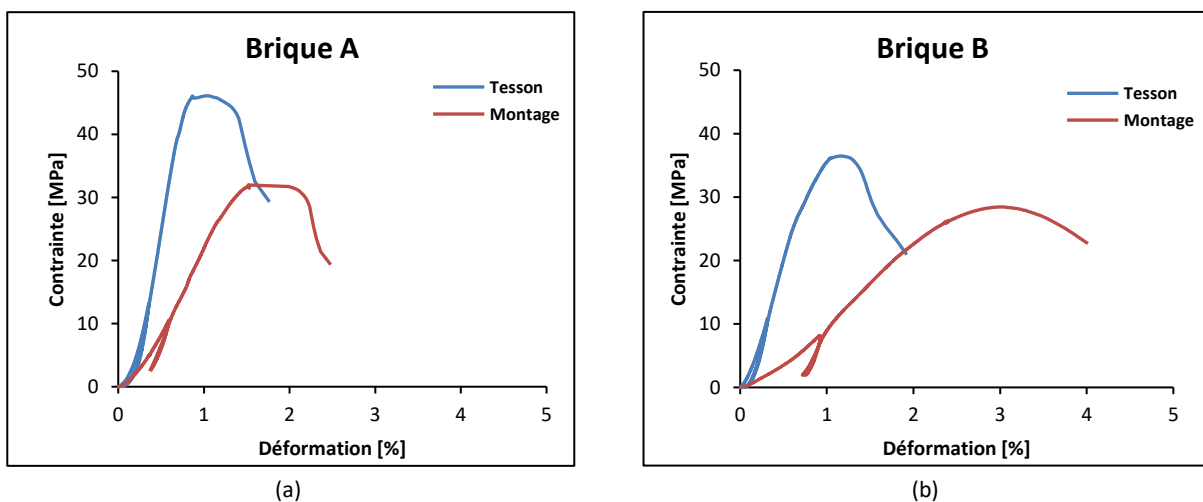 Brique A
50
40
30
20
10
0
Contrainte [MPa]
Tesson
Montage
0 1 2 3 4 5
Déformation [%]
(a)
Brique B
50
40
30
20
10
0
Contrainte [MPa]
Tesson
Montage
0 1 2 3 4 5
Déformation [%]
(b)